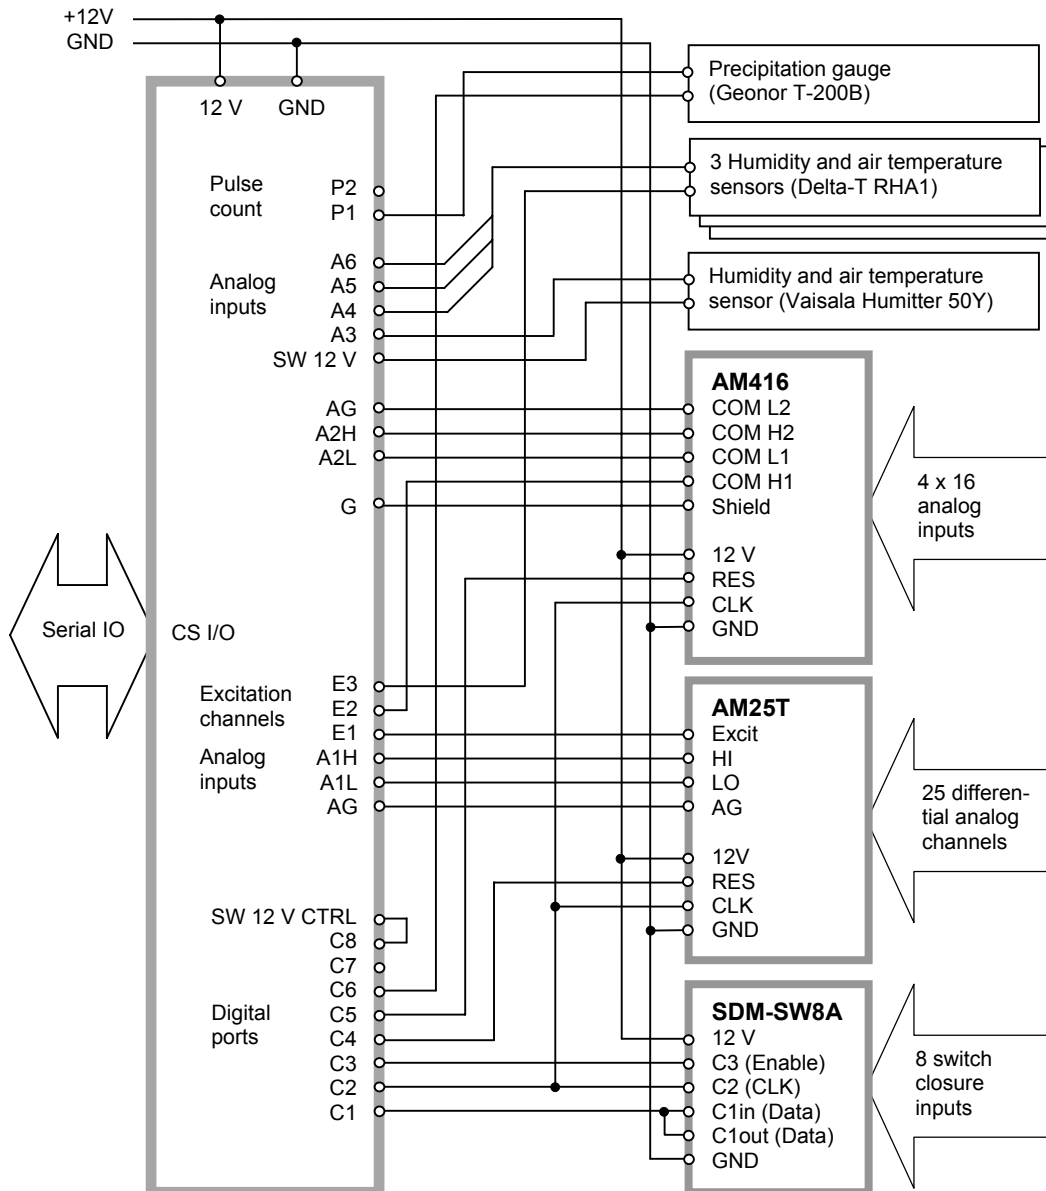 +12V
GND
12 V
GND
Pulse
count
P2
P1
Analog
inputs
A6
A5
A4
A3
SW 12 V
AG
A2H
A2L
G
Serial IO
CS I/O
Excitation
channels
E3
E2
E1
Analog
inputs
A1H
A1L
AG
SW 12 V CTRL
C8
C7
C6
Digital
ports
C5
C4
C3
C2
C1
Precipitation gauge
(Geonor T-200B)
3 Humidity and air temperature
sensors (Delta-T RHA1)
Humidity and air temperature
sensor (Vaisala Humitter 50Y)
AM416
COM L2
COM H2
COM L1
COM H1
Shield
12 V
RES
CLK
GND
4 x 16
analog
inputs
AM25T
Excit
HI
LO
AG
12V
RES
CLK
GND
25 differen-
tial analog
channels
SDM-SW8A
12 V
C3 (Enable)
C2 (CLK)
C1in (Data)
C1out (Data)
GND
8 switch
closure
inputs